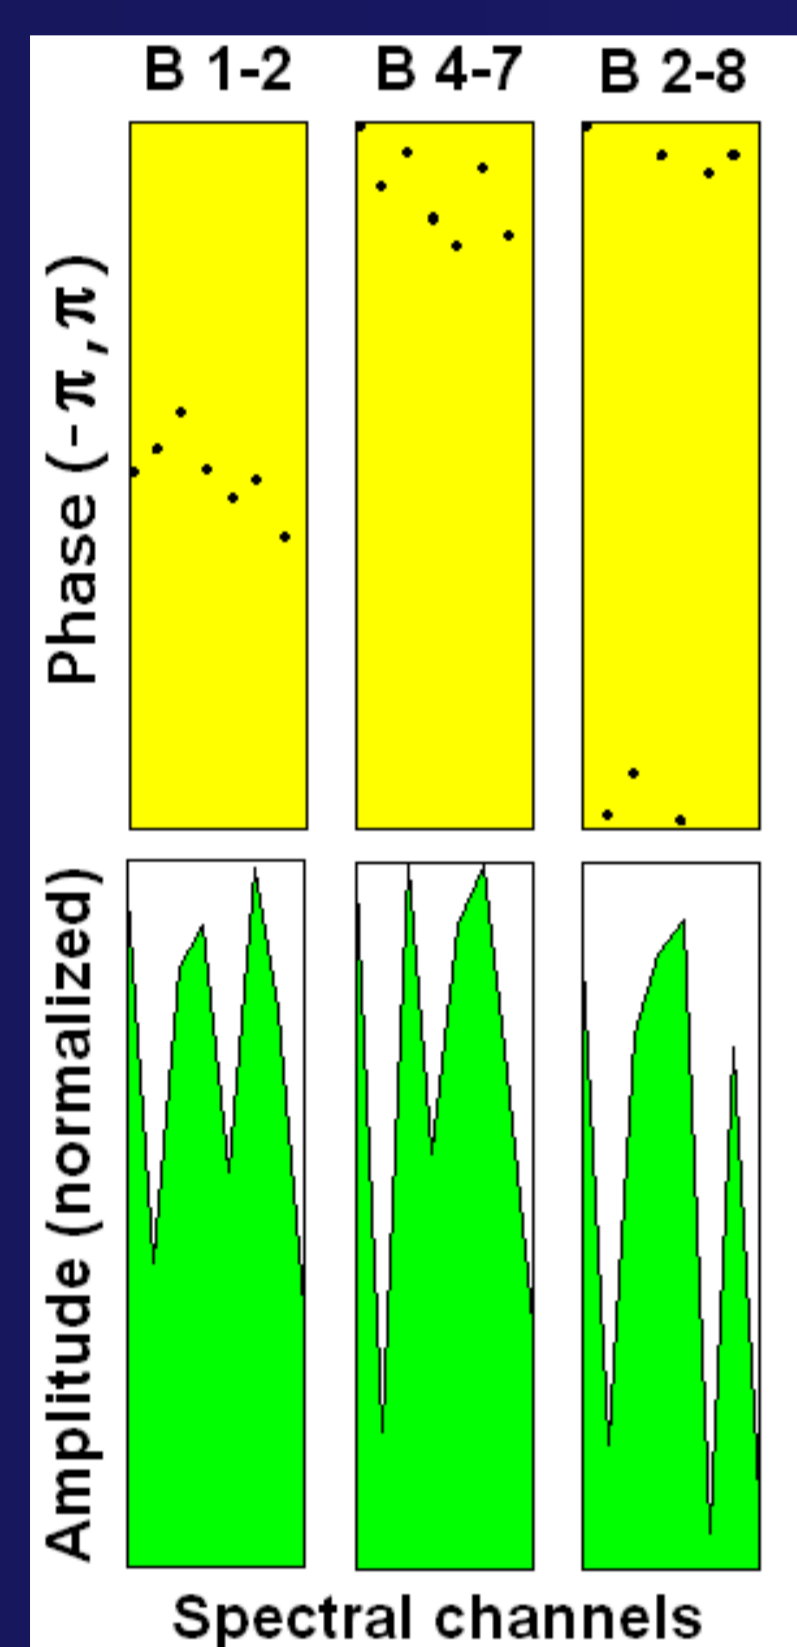 B 1-2
B 4-7
B 2-8
Phase (-π,π)
Amplitude (normalized)
Spectral channels